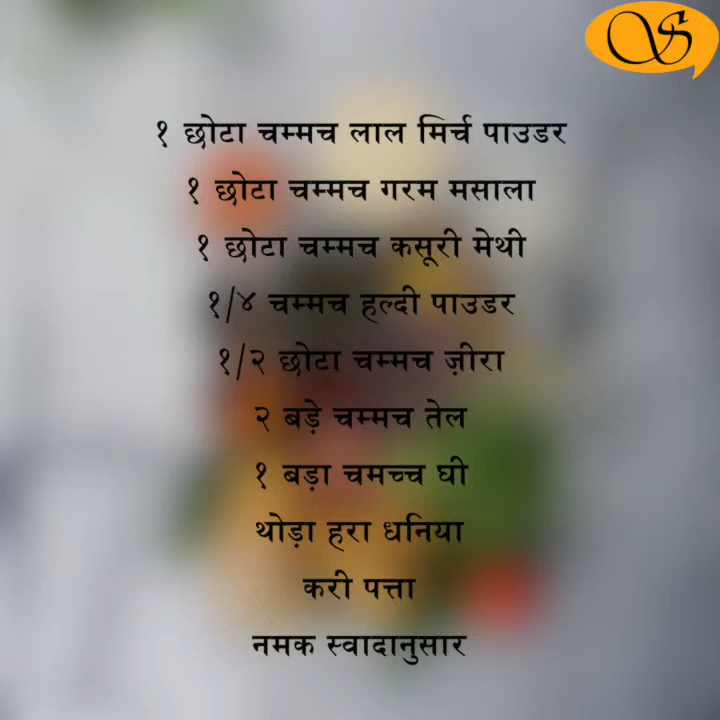 १ छोटा चम्मच लाल मिर्च पाउडर
१ छोटा चम्मच गरम मसाला
१ छोटा चम्मच कसूरी मेथी
१/४ चम्मच हल्दी पाउडर
१/२ छोटा चम्मच ज़ीरा
२ बड़े चम्मच तेल
१ बड़ा चमच्च घी
थोड़ा हरा धनिया
करी पत्ता
नमक स्वादानुसार